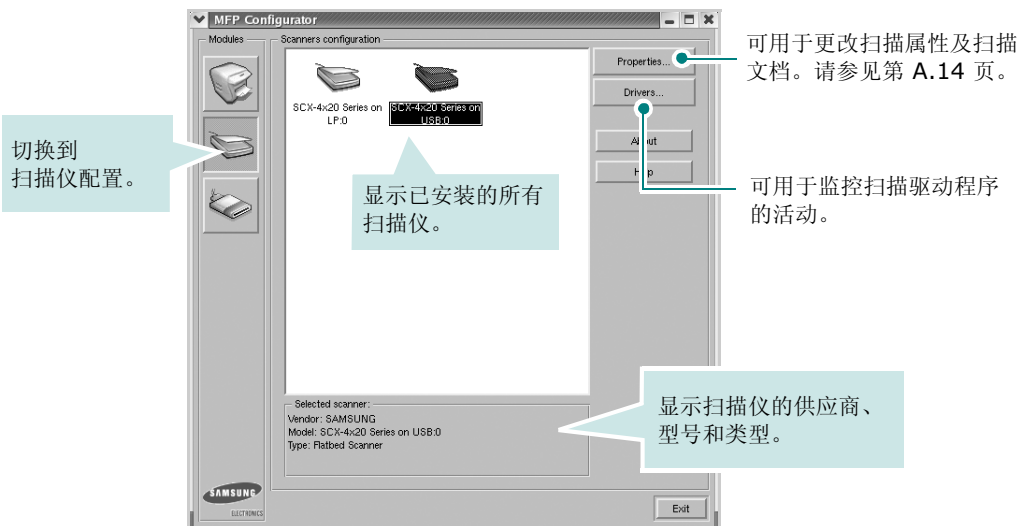 MFP Configurator
Modules
Scanners configuration
SCX-4x20 Series on
LP:0
SCX-4x20 Series on
USB:0
Properties...
Drivers...
About
Help
可用于更改扫描属性及扫描
文档。请参见第 A.14 页。
切换到
扫描仪配置。
显示已安装的所有
扫描仪。
可用于监控扫描驱动程序
的活动。
Selected scanner:
Vendor: SAMSUNG
Model: SCX-4x20 Series on USB:0
Type: Flatbed Scanner
显示扫描仪的供应商、
型号和类型。
SAMSUNG
ELECTRONICS
Exit